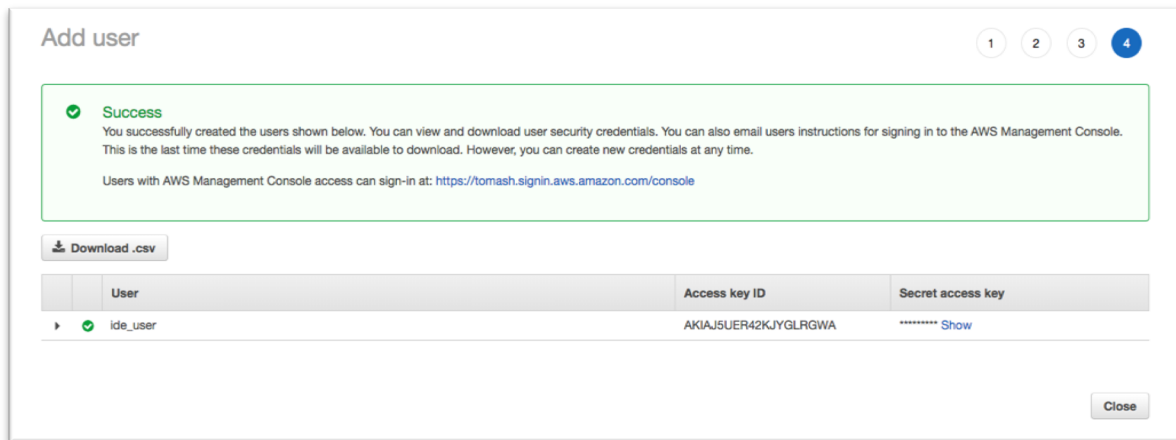 Add user
1 2 3 4
Success
You successfully created the users shown below. You can view and download user security credentials. You can also email users instructions for signing in to the AWS Management Console.
This is the last time these credentials will be available to download. However, you can create new credentials at any time.
Users with AWS Management Console access can sign-in at: https://tomash.signin.aws.amazon.com/console
Download .csv
User Access key ID Secret access key
ide_user AKIAJ5UER42KJYGLRGWA ********* Show
Close